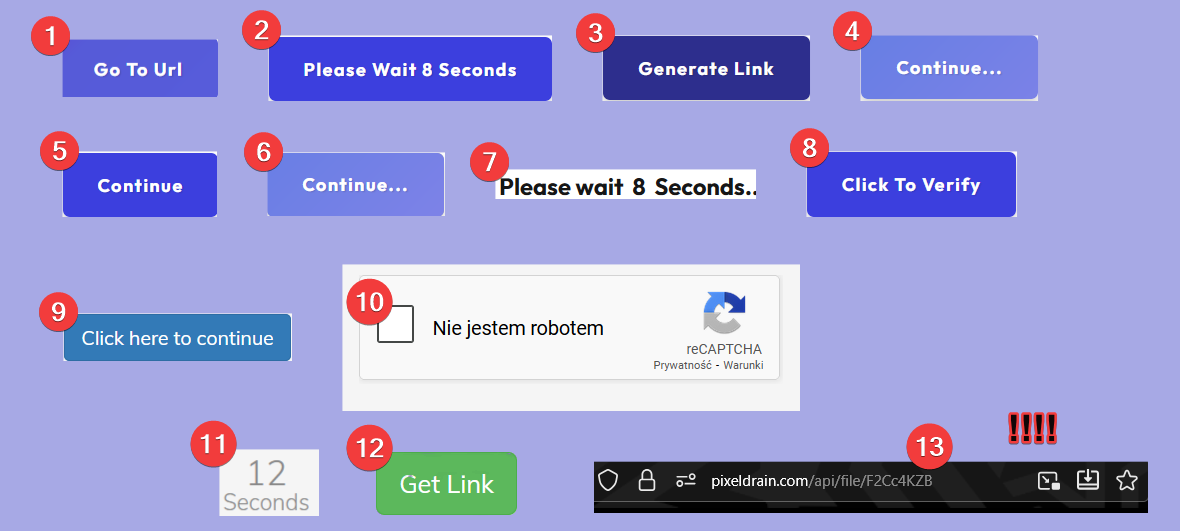 1
Go To Url
2
Please Wait 8 Seconds
3
Generate Link
4
Continue...
5
Continue
6
Continue...
7
Please wait 8 Seconds..
8
Click To Verify
9
Click here to continue
10
Nie jestem robotem
reCAPTCHA
Prywatność - Warunki
11
12
Seconds
12
Get Link
13
!!!!
pixeldrain.com/api/file/F2Cc4KZB